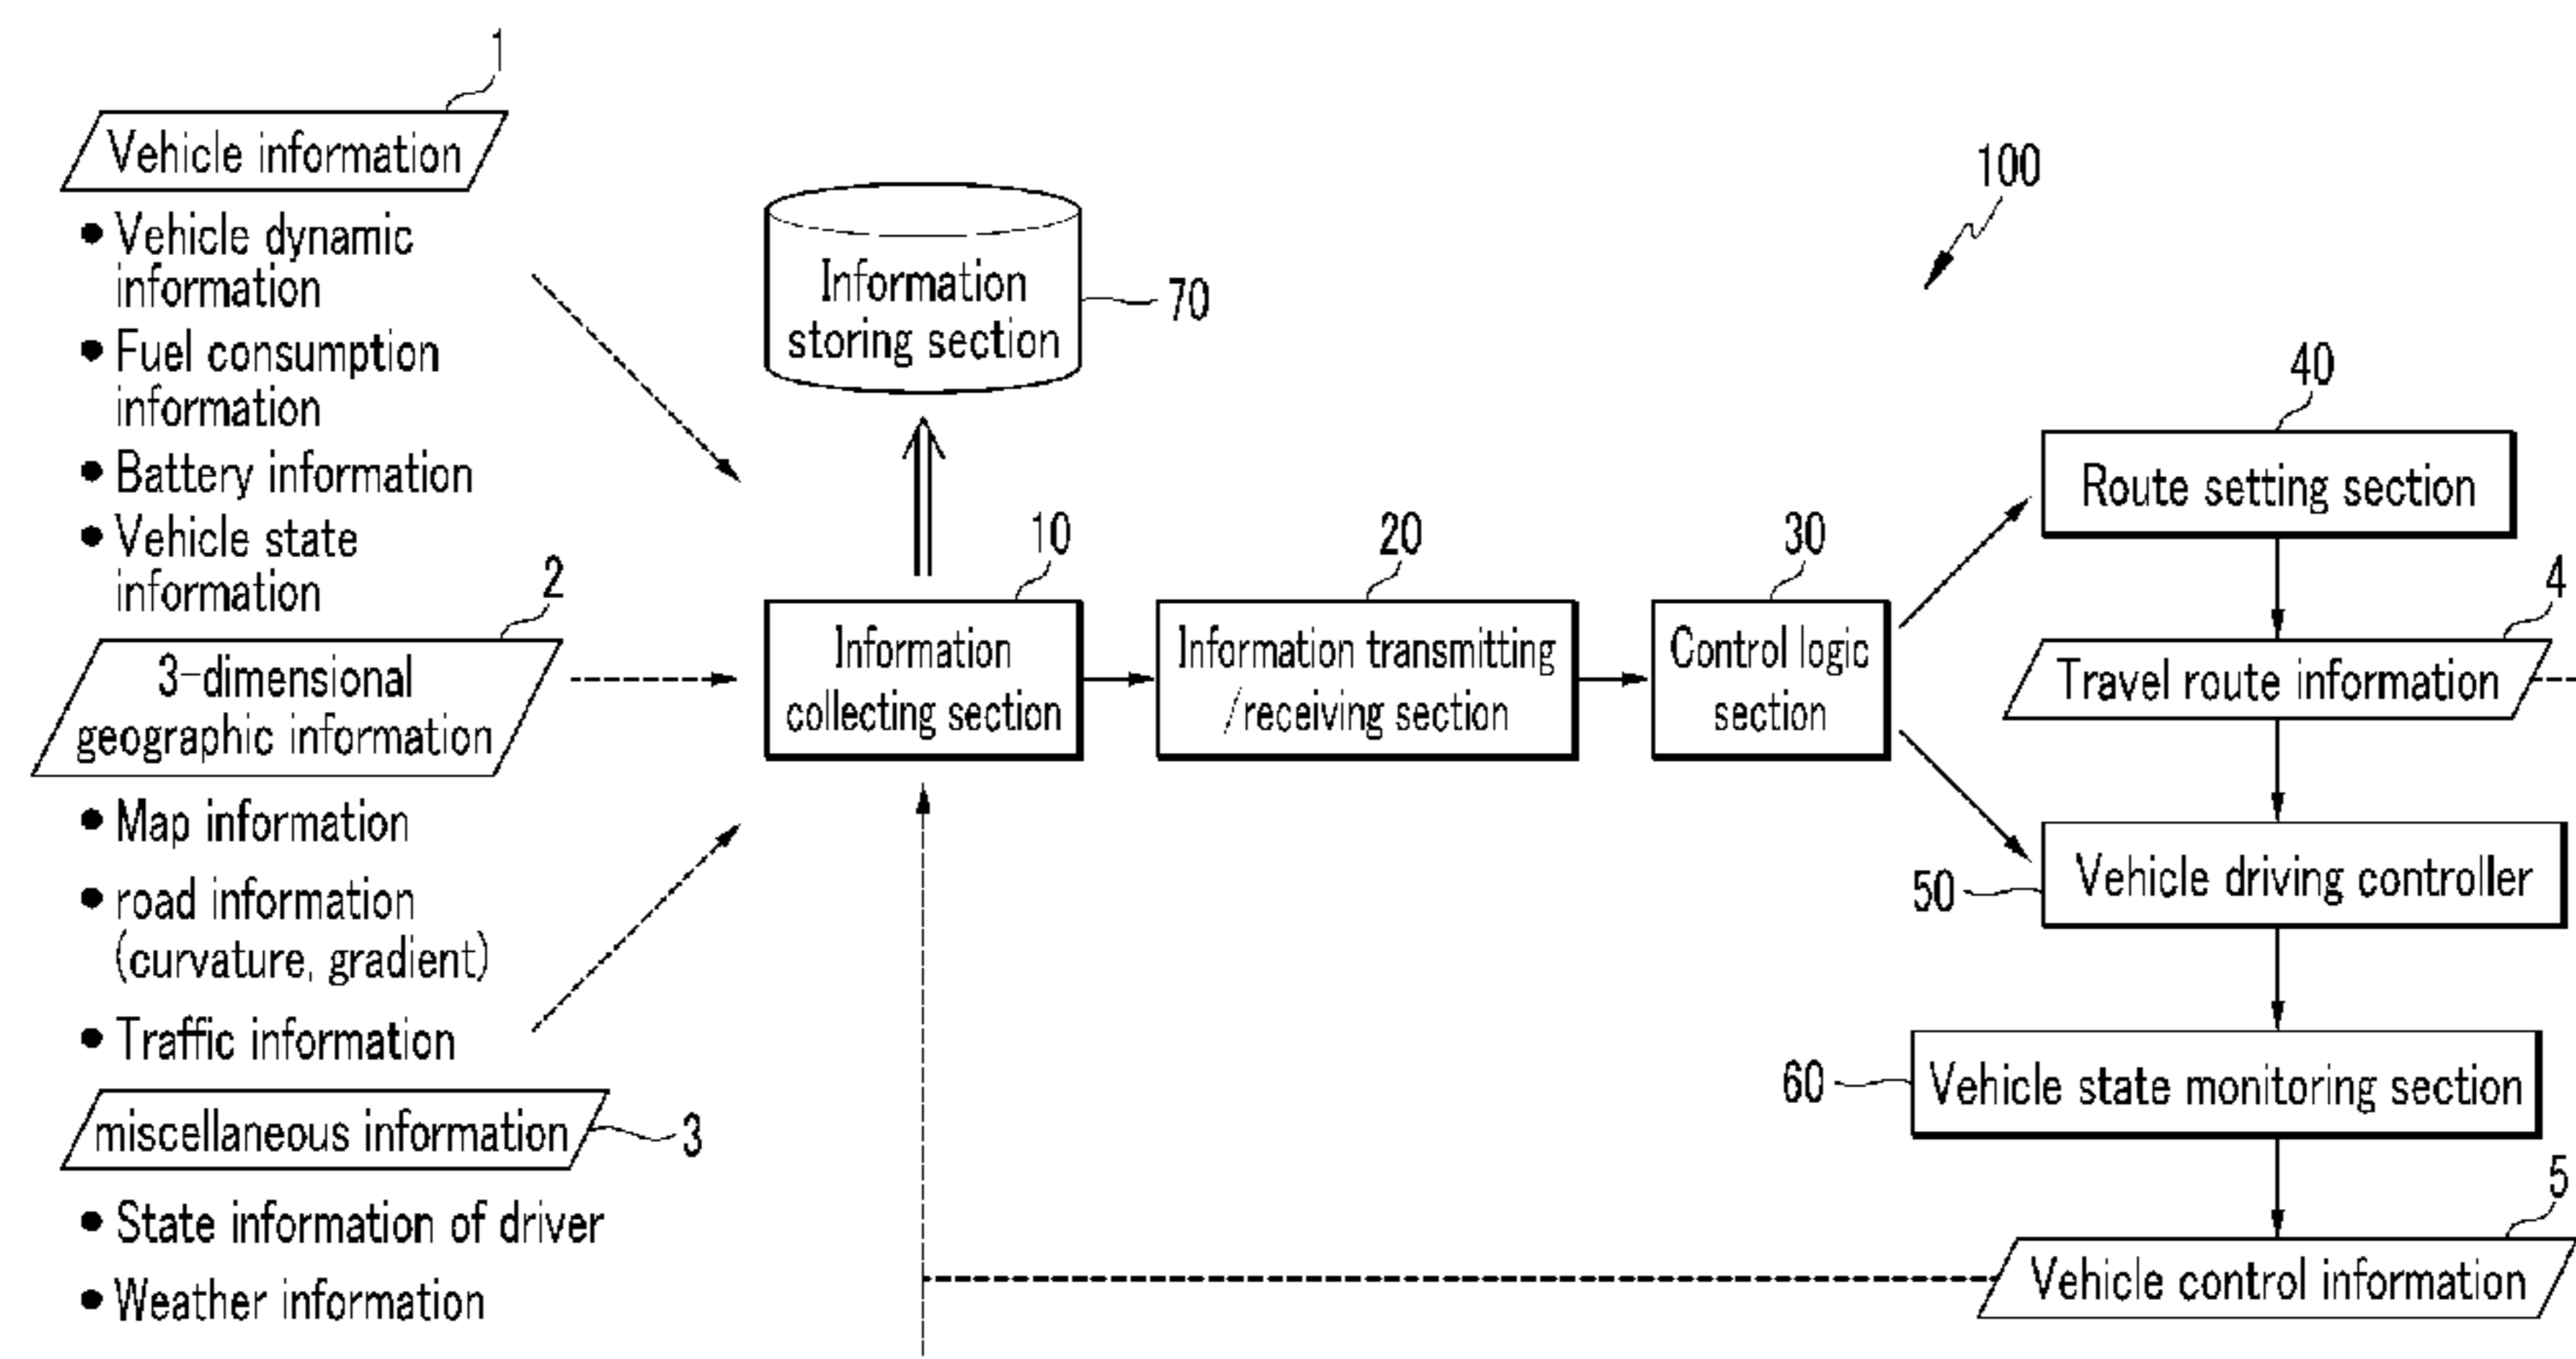 1
Vehicle information
● Vehicle dynamic
information
● Fuel consumption
information
● Battery information
● Vehicle state
information
2
3-dimensional
geographic information
● Map information
● road information
(curvature, gradient)
● Traffic information
miscellaneous information
3
● State information of driver
● Weather information
Information
storing section
70
10
Information
collecting section
20
Information transmitting
/receiving section
30
Control logic
section
100
40
Route setting section
4
Travel route information
50
Vehicle driving controller
60
Vehicle state monitoring section
5
Vehicle control information